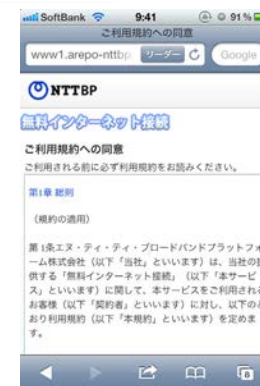 SoftBank 9:41 91%
ご利用規約への同意
www1.arepo-nttbp リーダー Google
NTTBP
無料インターネット接続
ご利用規約への同意
ご利用される前に必ず利用規約をお読みください。
第1章 総則
（規約の適用）
第1条エヌ・ティ・ティ・ブロードバンドプラットフォ
ーム株式会社（以下「当社」といいます）は、当社の提
供する「無料インターネット接続」（以下「本サービ
ス」といいます）に関して、本サービスをご利用される
お客様（以下「契約者」といいます）に対し、以下のと
おり利用規約（以下「本規約」といいます）を定めま
す。
8